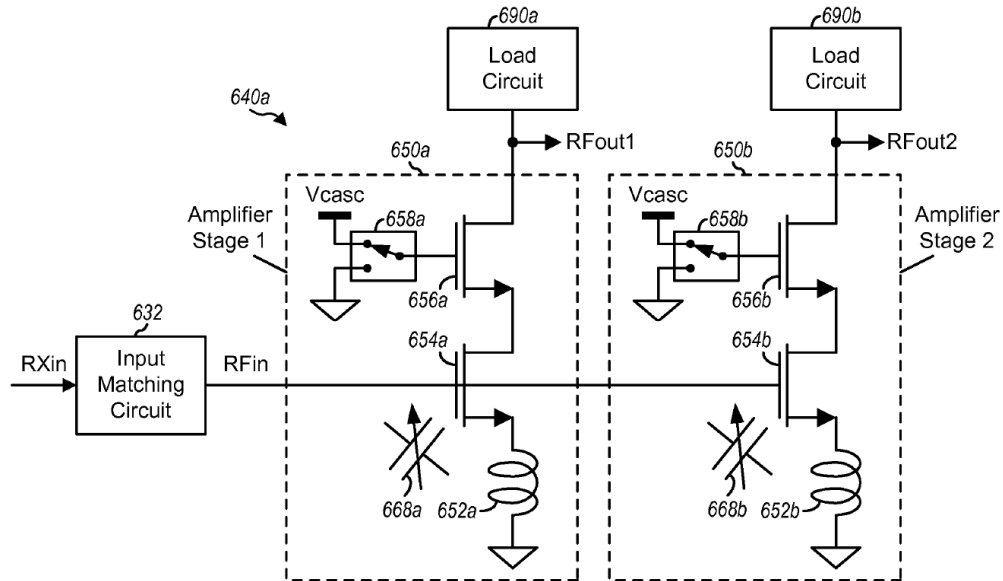 690a
690b
Load
Circuit
Load
Circuit
640a
RFout1
RFout2
650a
650b
Vcasc
Vcasc
658a
658b
Amplifier
Stage 1
Amplifier
Stage 2
656a
656b
632
654a
654b
RXin
Input
Matching
Circuit
RFin
668a
652a
668b
652b